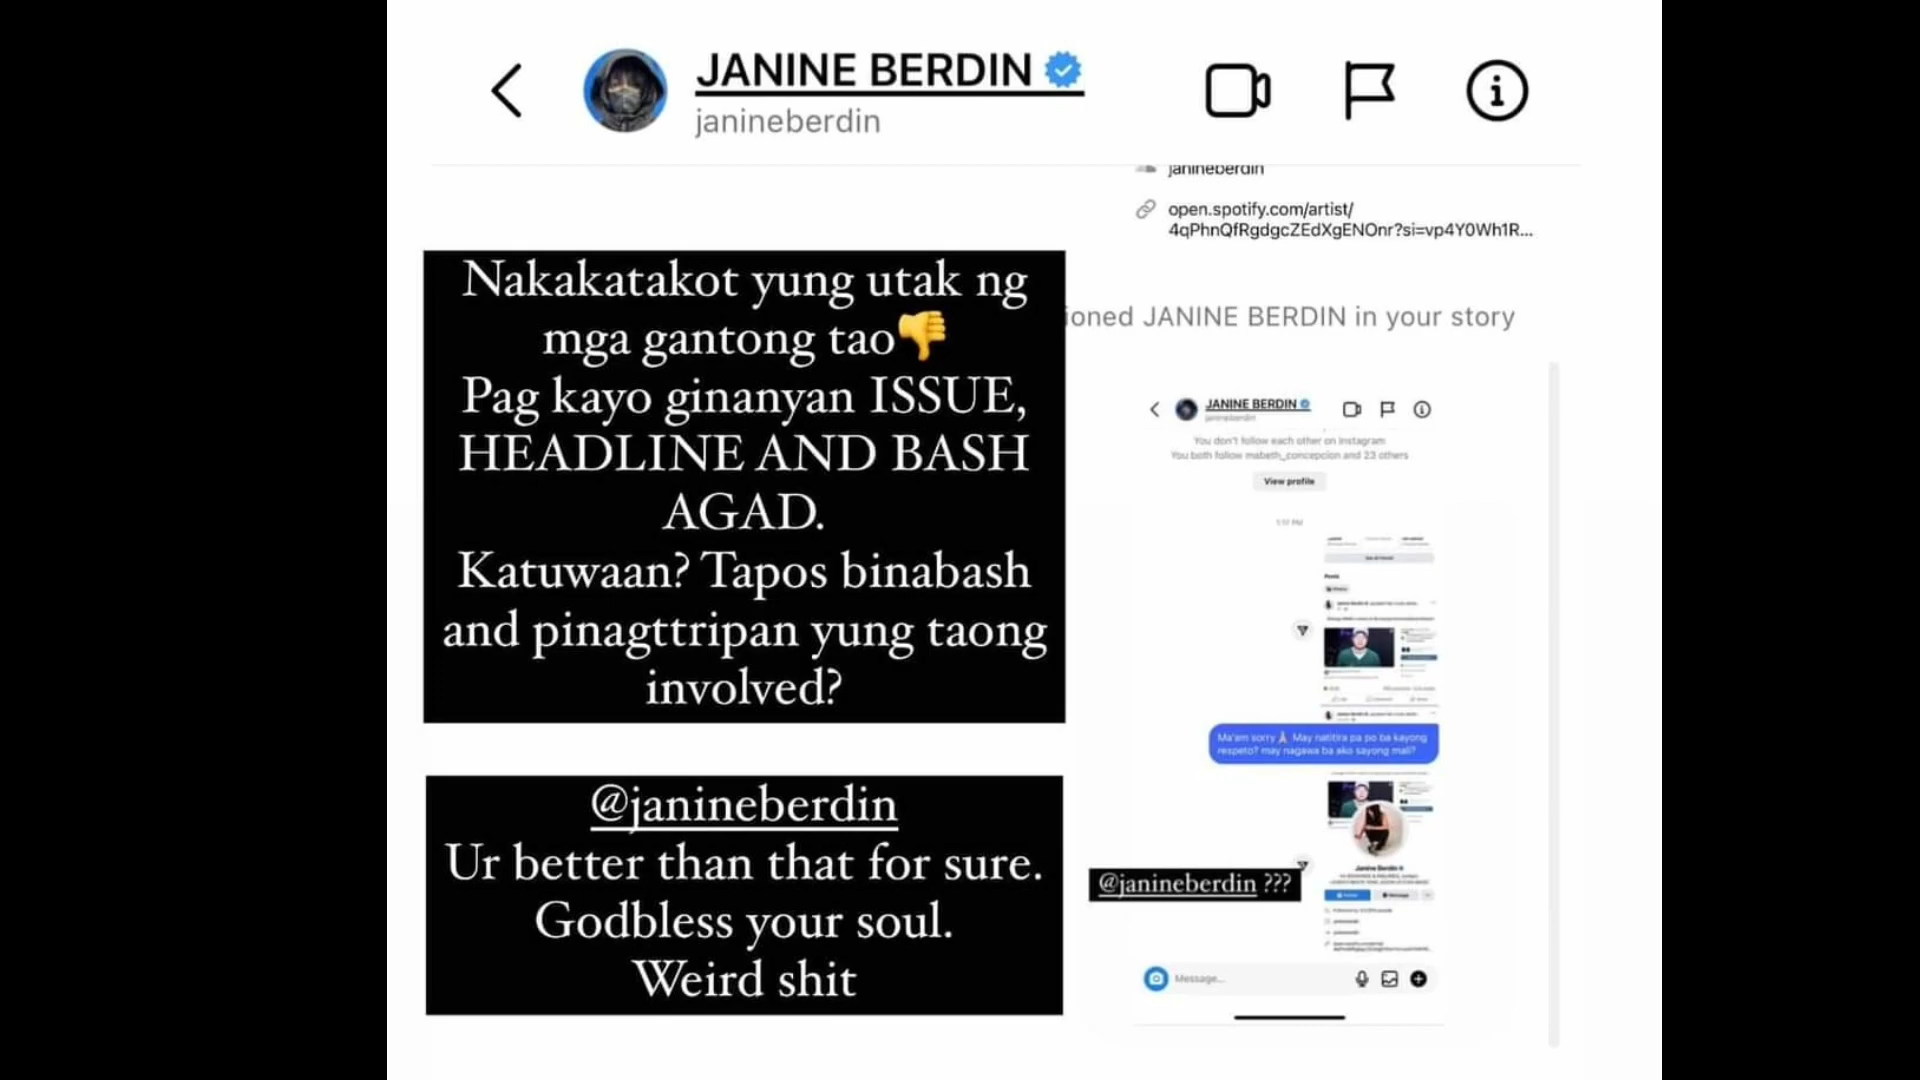 JANINE BERDIN
janineberdin
janineberdin
open.spotify.com/artist/
4qPhnQfRgdgcZEdXgENOnr?si=vp4Y0Wh1R...
Nakakatakot yung utak ng
mga gantong tao👎
Pag kayo ginanyan ISSUE,
HEADLINE AND BASH
AGAD.
Katuwaan? Tapos binabash
and pinagttripan yung taong
involved?
ioned JANINE BERDIN in your story
@janineberdin
Ur better than that for sure.
Godbless your soul.
Weird shit
JANINE BERDIN
janineberdin
You don't follow each other on Instagram
You both follow mabeth_concepcion and 23 others
View profile
Posts
Ma'am sorry🙏 May natitira pa po ba kayong
respeto? may nagawa ba ako sayong mali?
@janineberdin ???
Janine Berdin
Message
Message...